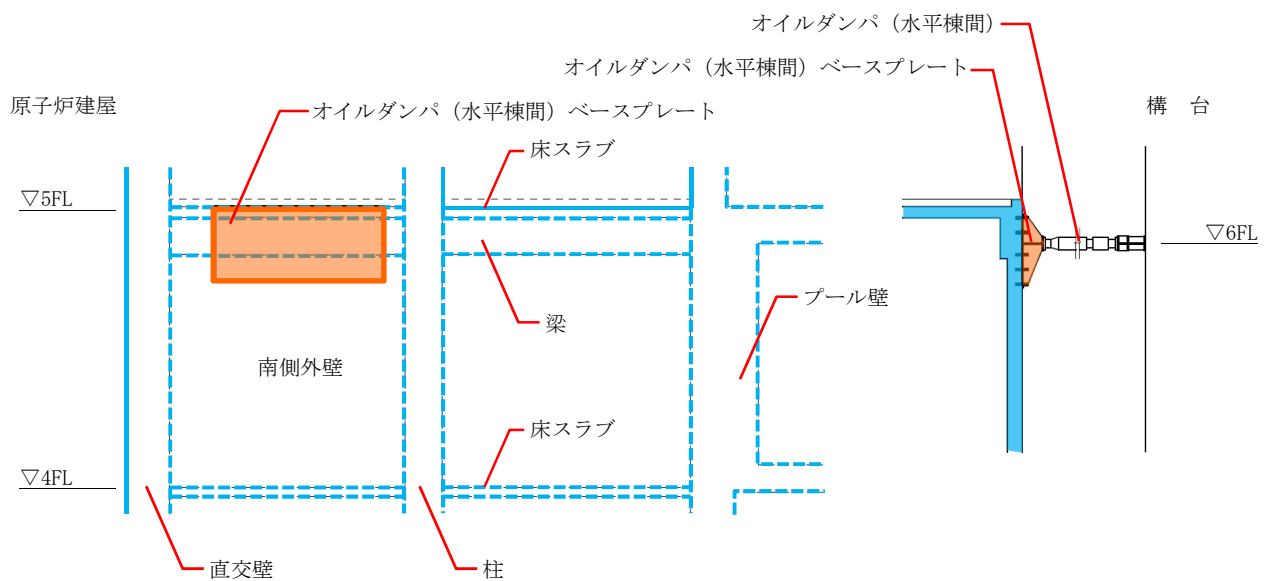 オイルダンパ（水平棟間）
オイルダンパ（水平棟間）ベースプレート
原子炉建屋
オイルダンパ（水平棟間）ベースプレート
構　台
床スラブ
▽5FL
▽6FL
プール壁
梁
南側外壁
床スラブ
▽4FL
直交壁
柱